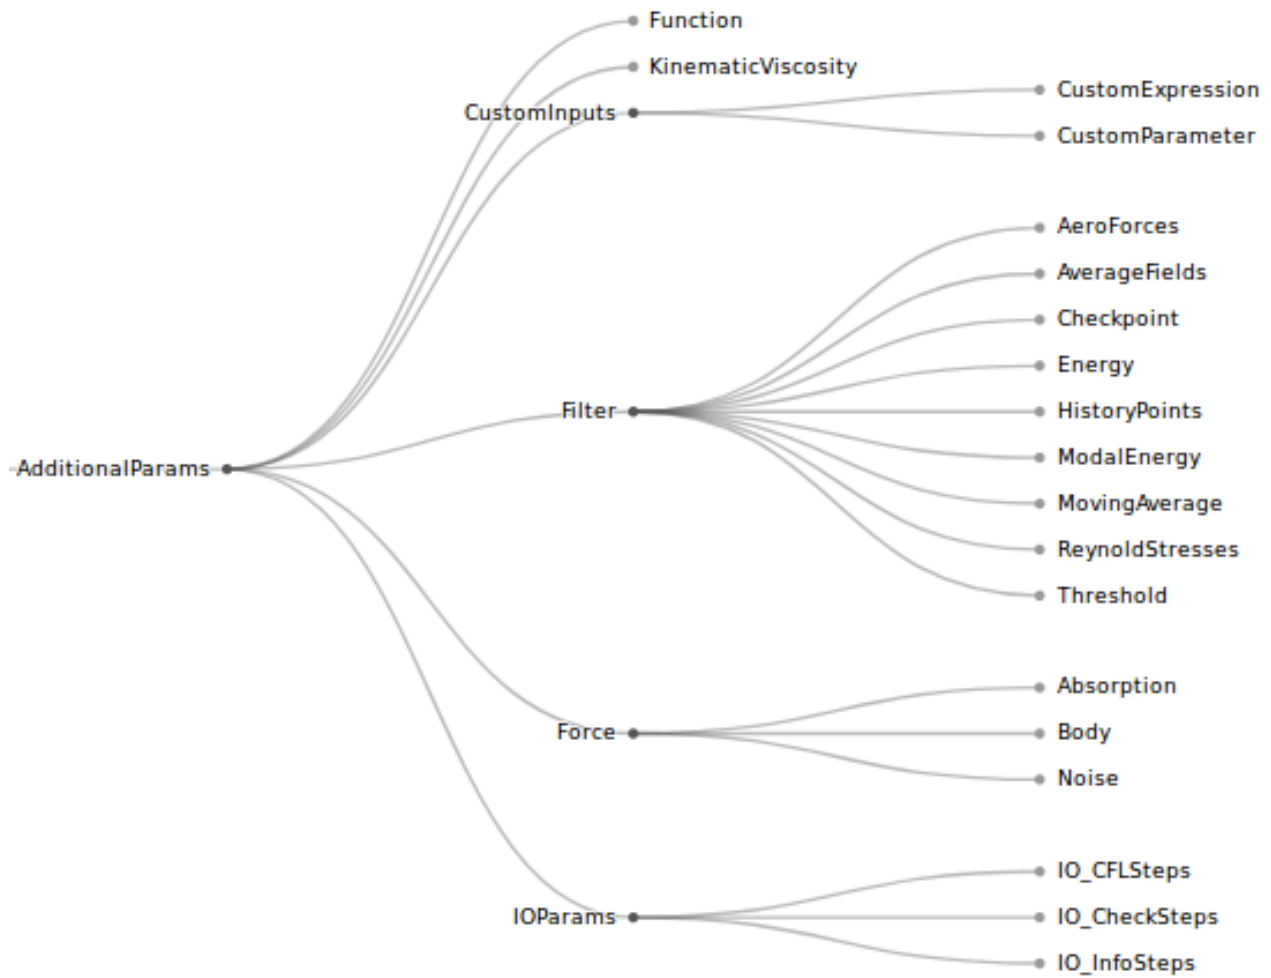 Function
KinematicViscosity
CustomInputs
CustomExpression
CustomParameter
AeroForces
AverageFields
Checkpoint
Energy
Filter
HistoryPoints
ModalEnergy
AdditionalParams
MovingAverage
ReynoldStresses
Threshold
Absorption
Force
Body
Noise
IO_CFLSteps
IOParams
IO_CheckSteps
IO_InfoSteps